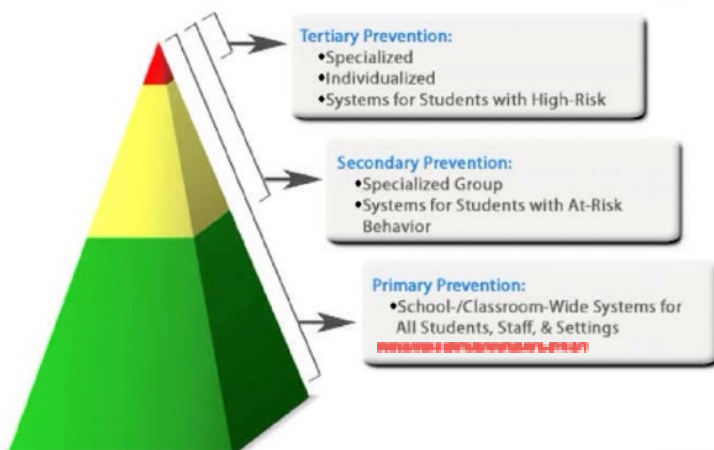 Tertiary Prevention:
•Specialized
•Individualized
•Systems for Students with High-Risk
Secondary Prevention:
•Specialized Group
•Systems for Students with At-Risk
Behavior
Primary Prevention:
•School-/Classroom-Wide Systems for
All Students, Staff, & Settings